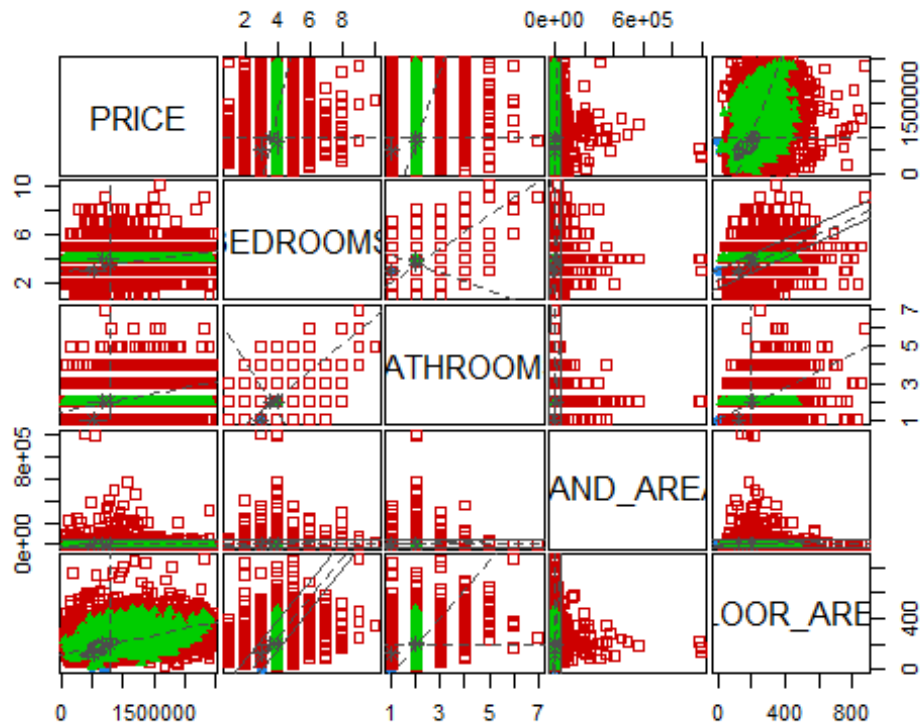 2 4 6 8 0e+00 6e+05
PRICE
0 1500000
2 6 10
BEDROOMS
ATHROOM
1 3 5 7
0e+00 8e+05
AND_AREA
LOOR_ARE
0 400
0 1500000 1 3 5 7 0 400 800